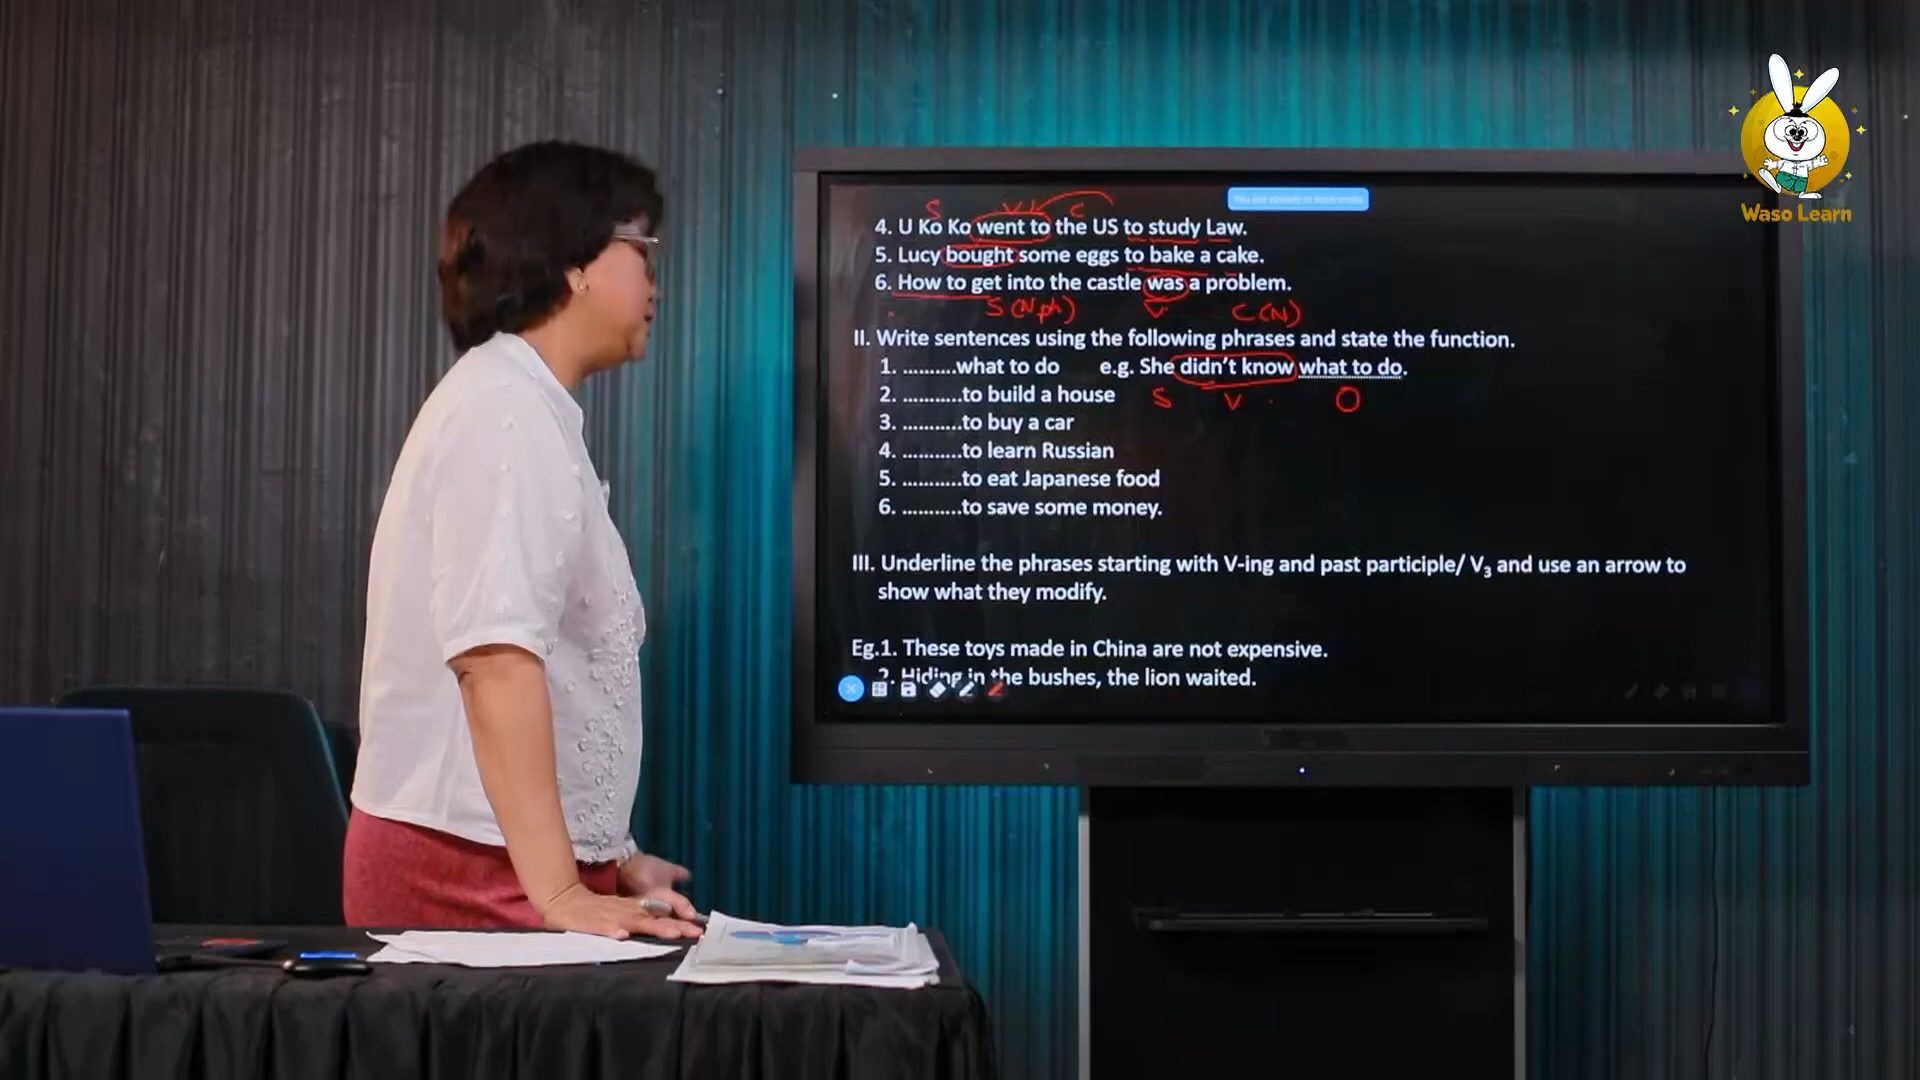 Waso Learn
S V C
4. U Ko Ko went to the US to study Law.
5. Lucy bought some eggs to bake a cake.
6. How to get into the castle was a problem.
S (N ph) V C (N)
II. Write sentences using the following phrases and state the function.
1. ..........what to do e.g. She didn't know what to do.
S V O
2. ...........to build a house
3. ...........to buy a car
4. ...........to learn Russian
5. ...........to eat Japanese food
6. ...........to save some money.
III. Underline the phrases starting with V-ing and past participle/ V3 and use an arrow to
show what they modify.
Eg.1. These toys made in China are not expensive.
2. Hiding in the bushes, the lion waited.